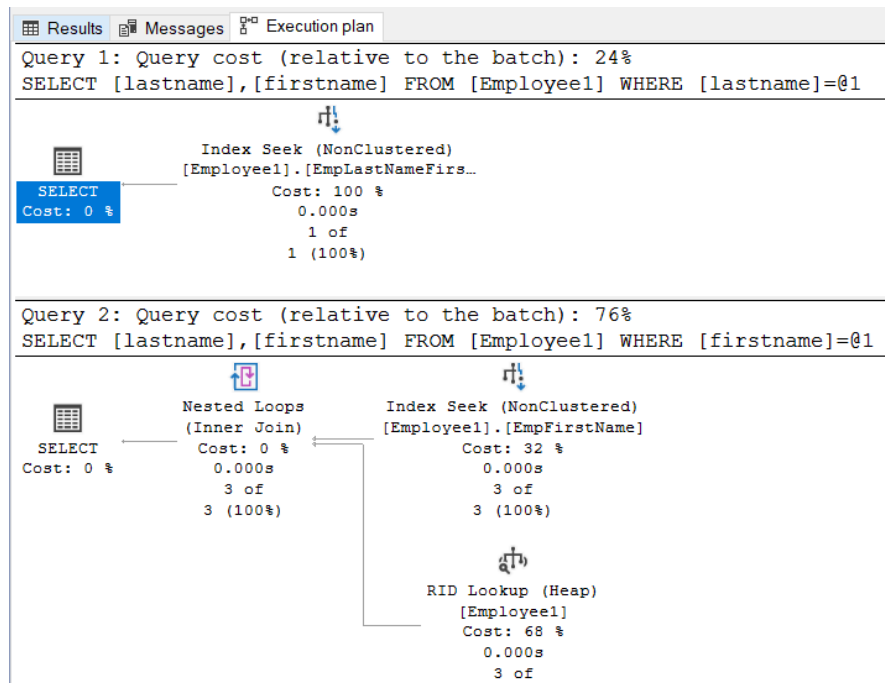 Results Messages Execution plan
Query 1: Query cost (relative to the batch): 24%
SELECT [lastname],[firstname] FROM [Employee1] WHERE [lastname]=@1
Index Seek (NonClustered)
[Employee1].[EmpLastNameFirs…
Cost: 100 %
0.000s
1 of
1 (100%)
SELECT
Cost: 0 %
Query 2: Query cost (relative to the batch): 76%
SELECT [lastname],[firstname] FROM [Employee1] WHERE [firstname]=@1
SELECT
Cost: 0 %
Nested Loops
(Inner Join)
Cost: 0 %
0.000s
3 of
3 (100%)
Index Seek (NonClustered)
[Employee1].[EmpFirstName]
Cost: 32 %
0.000s
3 of
3 (100%)
RID Lookup (Heap)
[Employee1]
Cost: 68 %
0.000s
3 of